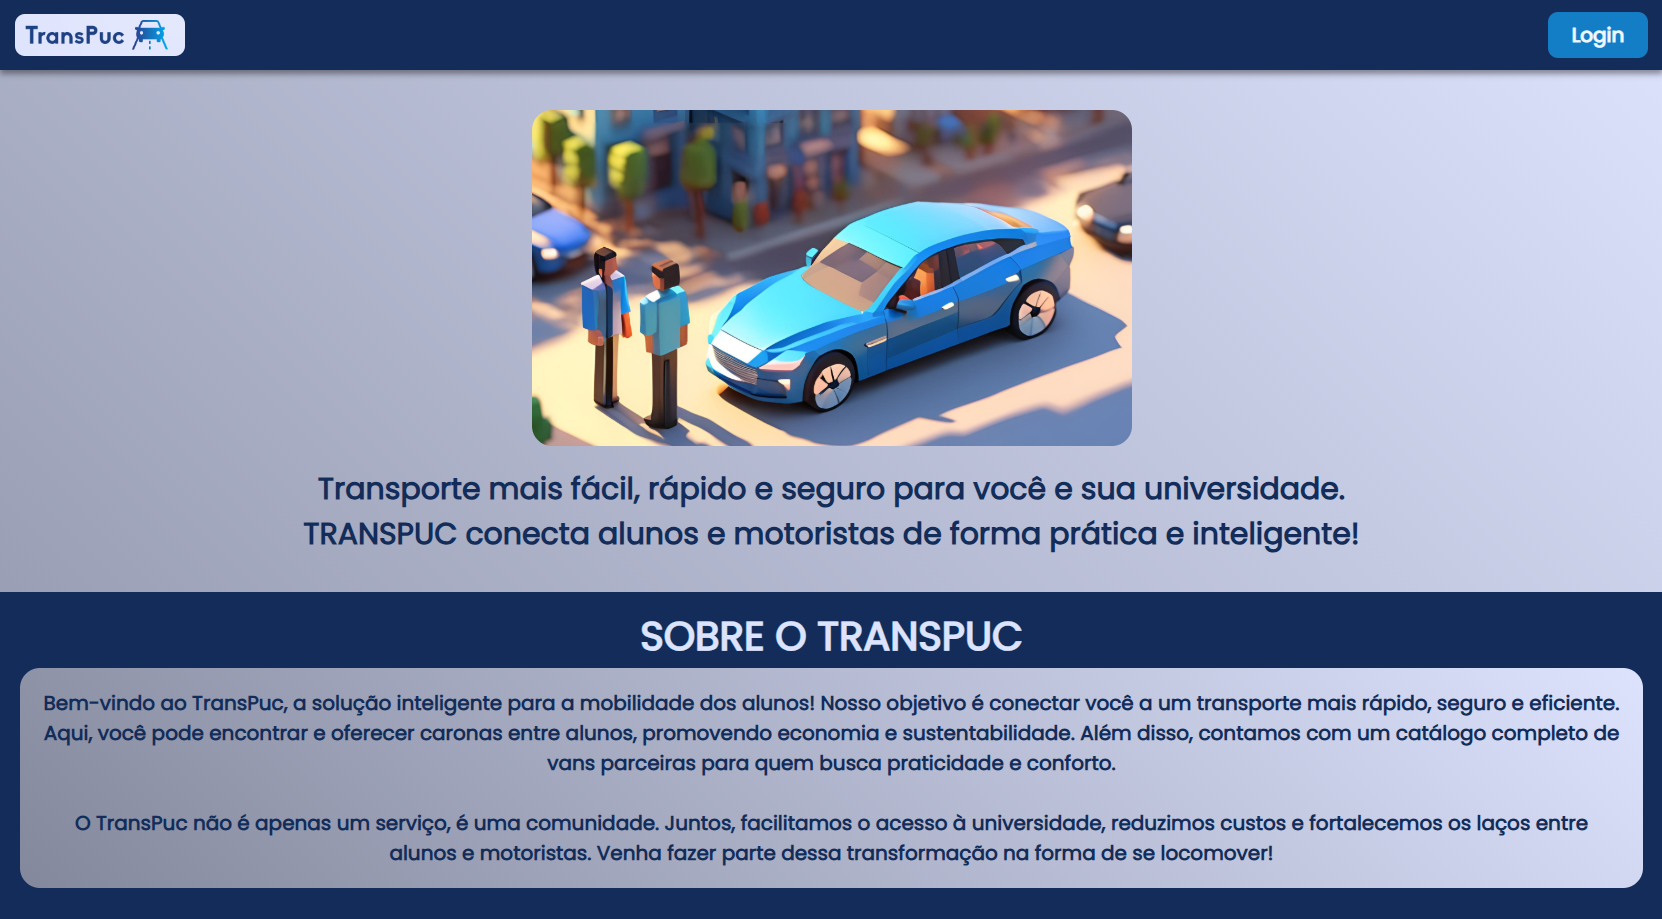 TransPuc
Login
Transporte mais fácil, rápido e seguro para você e sua universidade.
TRANSPUC conecta alunos e motoristas de forma prática e inteligente!
SOBRE O TRANSPUC
Bem-vindo ao TransPuc, a solução inteligente para a mobilidade dos alunos! Nosso objetivo é conectar você a um transporte mais rápido, seguro e eficiente.
Aqui, você pode encontrar e oferecer caronas entre alunos, promovendo economia e sustentabilidade. Além disso, contamos com um catálogo completo de
vans parceiras para quem busca praticidade e conforto.
O TransPuc não é apenas um serviço, é uma comunidade. Juntos, facilitamos o acesso à universidade, reduzimos custos e fortalecemos os laços entre
alunos e motoristas. Venha fazer parte dessa transformação na forma de se locomover!